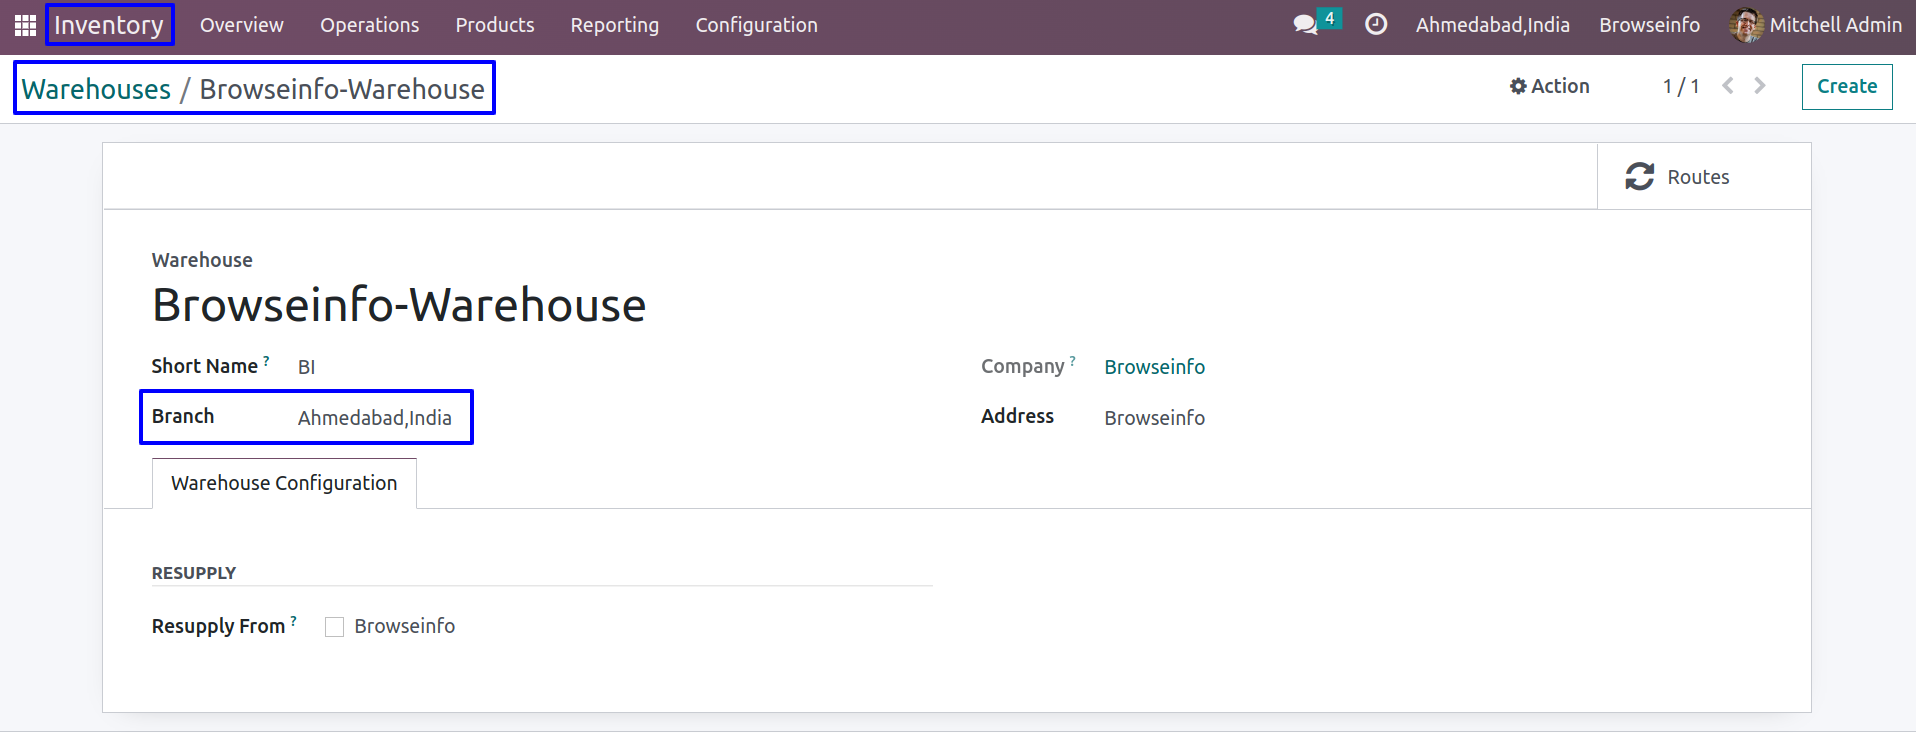 Inventory Overview Operations Products Reporting Configuration 4 Ahmedabad,India Browseinfo Mitchell Admin
Warehouses / Browseinfo-Warehouse Action 1 / 1 Create
Routes
Warehouse
Browseinfo-Warehouse
Short Name ? BI Company ? Browseinfo
Branch Ahmedabad,India Address Browseinfo
Warehouse Configuration
RESUPPLY
Resupply From ? Browseinfo